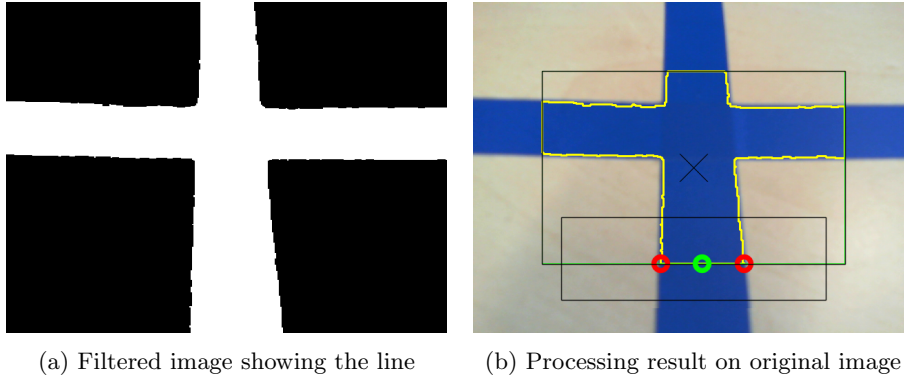 (a) Filtered image showing the line
(b) Processing result on original image